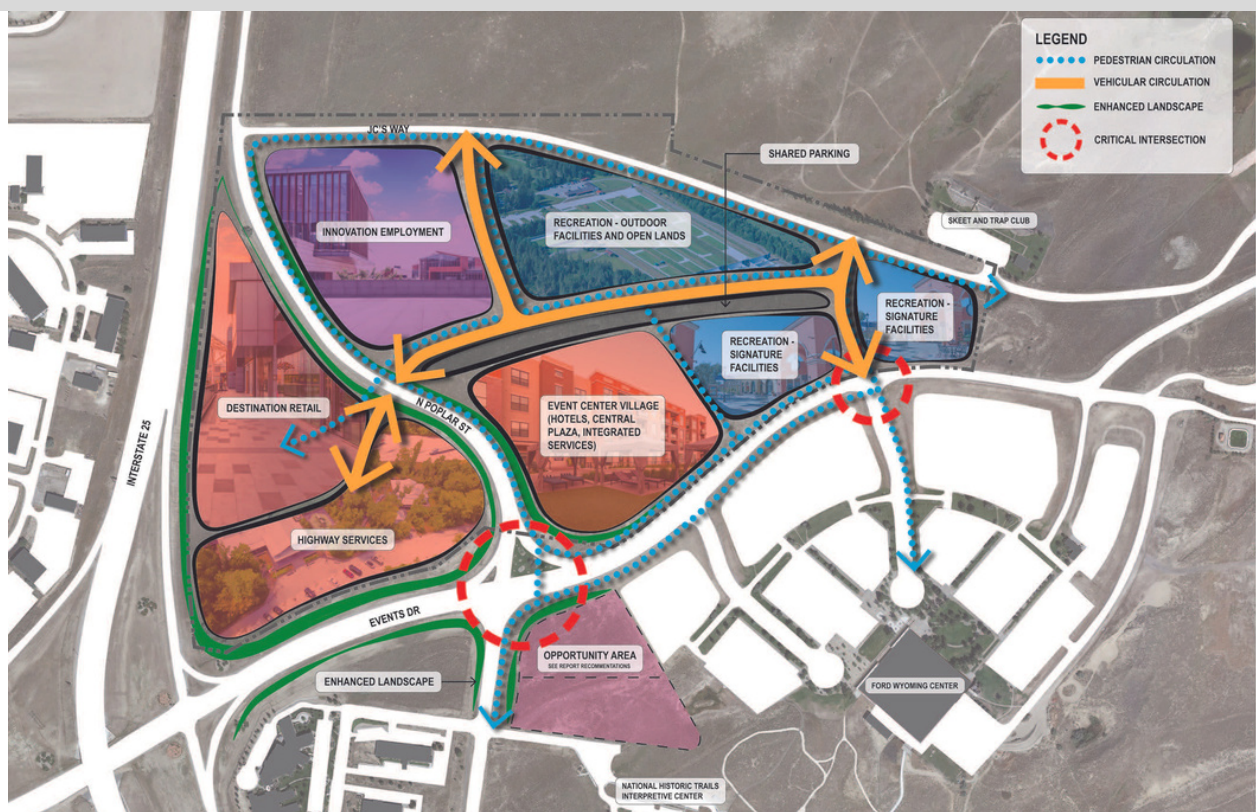 LEGEND
PEDESTRIAN CIRCULATION
VEHICULAR CIRCULATION
ENHANCED LANDSCAPE
CRITICAL INTERSECTION
JC'S WAY
SHARED PARKING
SKEET AND TRAP CLUB
INNOVATION EMPLOYMENT
RECREATION - OUTDOOR
FACILITIES AND OPEN LANDS
RECREATION -
SIGNATURE
FACILITIES
RECREATION -
SIGNATURE
FACILITIES
DESTINATION RETAIL
N POPLAR ST
EVENT CENTER VILLAGE
(HOTELS, CENTRAL
PLAZA, INTEGRATED
SERVICES)
INTERSTATE 25
HIGHWAY SERVICES
EVENTS DR
OPPORTUNITY AREA
SEE REPORT RECOMMENTATIONS
ENHANCED LANDSCAPE
FORD WYOMING CENTER
NATIONAL HISTORIC TRAILS
INTERPRETIVE CENTER